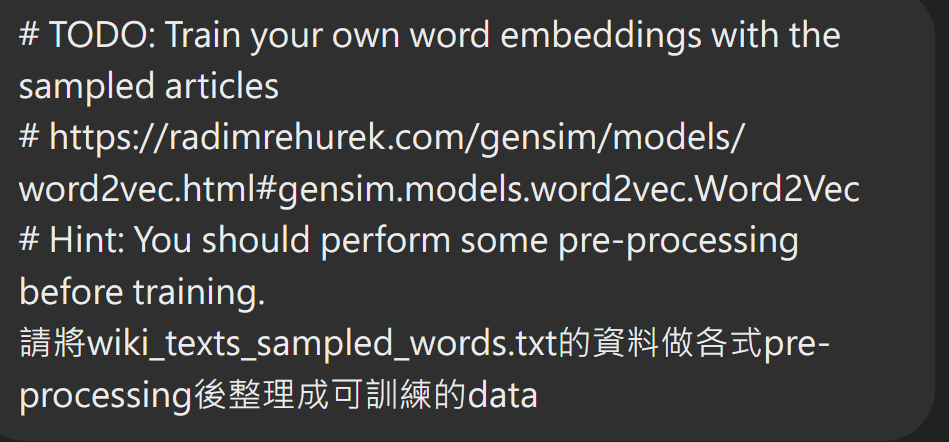 # TODO: Train your own word embeddings with the
sampled articles
# https://radimrehurek.com/gensim/models/
word2vec.html#gensim.models.word2vec.Word2Vec
# Hint: You should perform some pre-processing
before training.
請將wiki_texts_sampled_words.txt的資料做各式pre-
processing後整理成可訓練的data